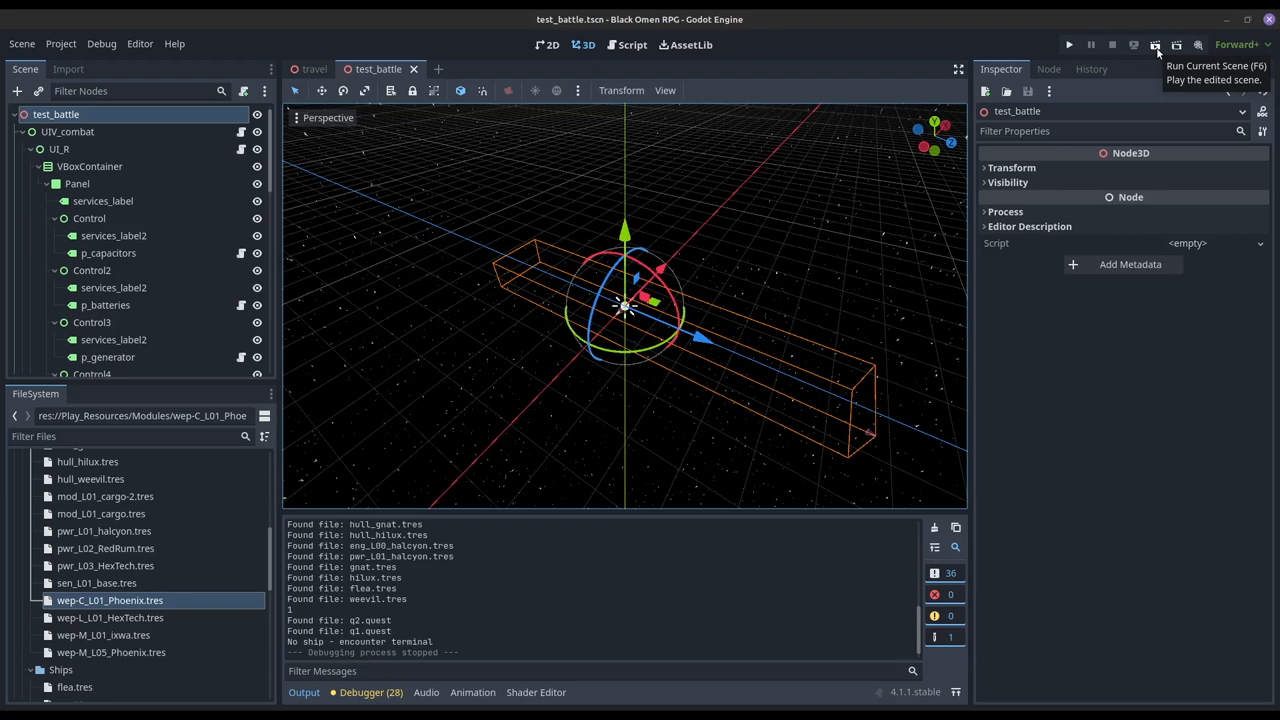 test_battle.tscn - Black Omen RPG - Godot Engine
Scene Project Debug Editor Help
2D 3D Script AssetLib
Forward+
Run Current Scene (F6)
Play the edited scene.
Scene Import
Filter Nodes
test_battle
UIV_combat
UI_R
VBoxContainer
Panel
services_label
Control
services_label2
p_capacitors
Control2
services_label2
p_batteries
Control3
services_label2
p_generator
Control4
FileSystem
res://Play_Resources/Modules/wep-C_L01_Phoe
Filter Files
hull_hilux.tres
hull_weevil.tres
mod_L01_cargo-2.tres
mod_L01_cargo.tres
pwr_L01_halcyon.tres
pwr_L02_RedRum.tres
pwr_L03_HexTech.tres
sen_L01_base.tres
wep-C_L01_Phoenix.tres
wep-L_L01_HexTech.tres
wep-M_L01_ixwa.tres
wep-M_L05_Phoenix.tres
Ships
flea.tres
travel test_battle
Transform View
Perspective
Y
X
Z
Found file: hull_gnat.tres
Found file: hull_hilux.tres
Found file: eng_L00_halcyon.tres
Found file: pwr_L01_halcyon.tres
Found file: gnat.tres
Found file: hilux.tres
Found file: flea.tres
Found file: weevil.tres
1
Found file: q2.quest
Found file: q1.quest
No ship - encounter terminal
--- Debugging process stopped ---
36
0
0
1
Filter Messages
Output Debugger (28) Audio Animation Shader Editor
4.1.1.stable
Inspector Node History
test_battle
Filter Properties
Node3D
Transform
Visibility
Node
Process
Editor Description
Script <empty>
Add Metadata